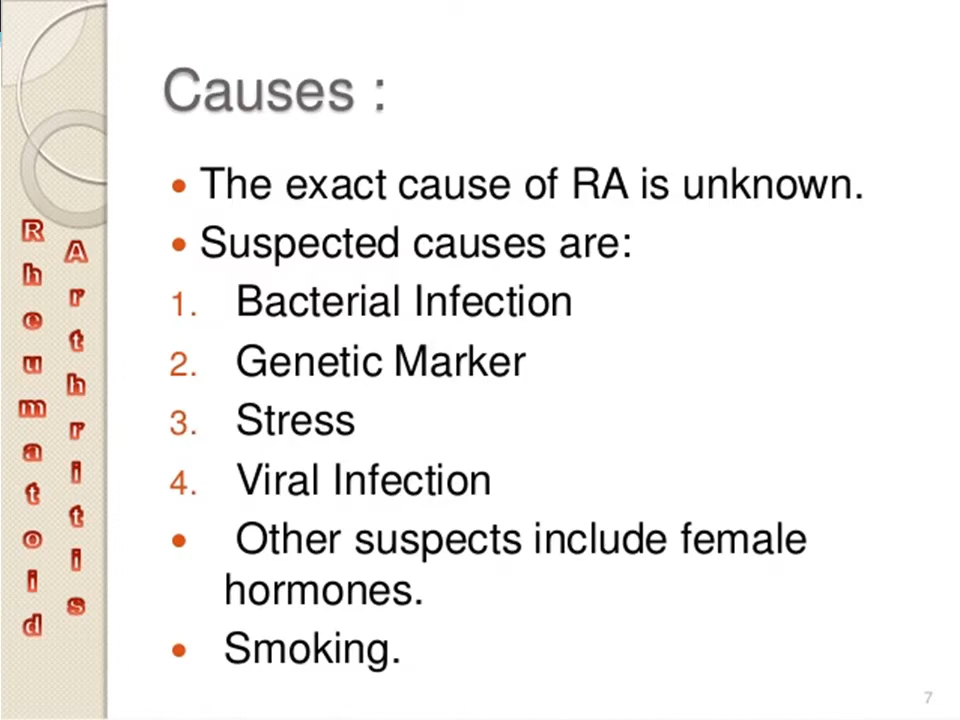 Rheumatoid
Arthritis
Causes :
• The exact cause of RA is unknown.
• Suspected causes are:
1. Bacterial Infection
2. Genetic Marker
3. Stress
4. Viral Infection
• Other suspects include female
hormones.
• Smoking.
7